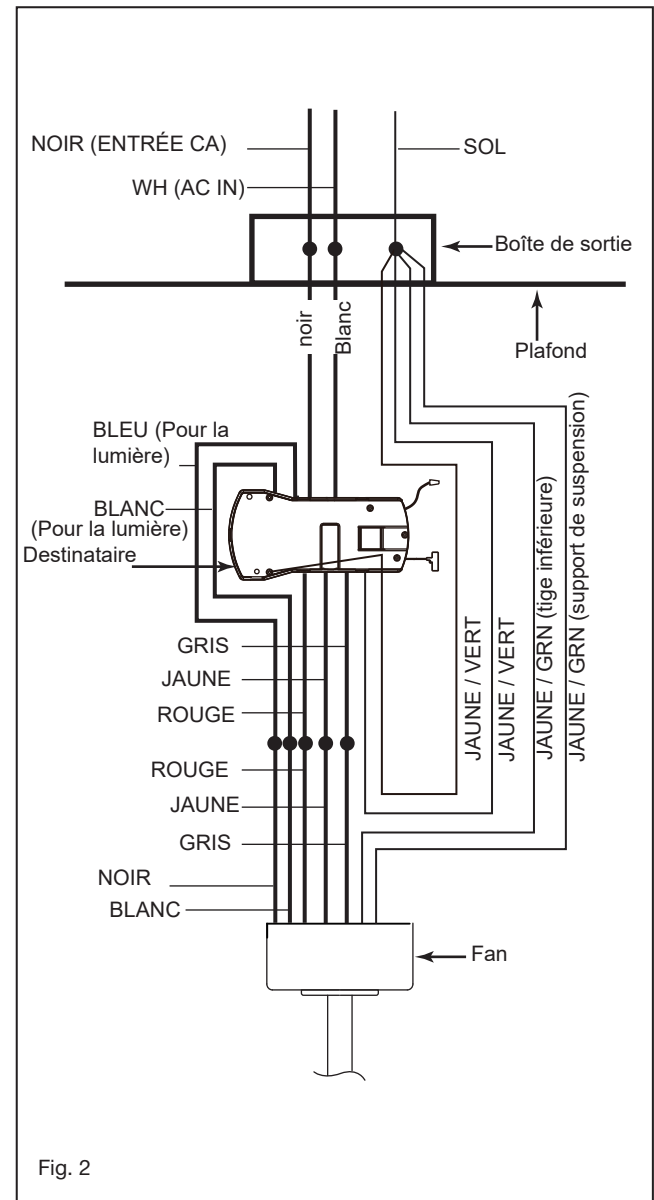 NOIR (ENTRÉE CA)
SOL
WH (AC IN)
Boîte de sortie
noir
Blanc
Plafond
BLEU (Pour la
lumière)
BLANC
(Pour la lumière)
Destinataire
JAUNE / VERT
JAUNE / VERT
JAUNE / GRN (tige inférieure)
JAUNE / GRN (support de suspension)
GRIS
JAUNE
ROUGE
ROUGE
JAUNE
GRIS
NOIR
BLANC
Fan
Fig. 2